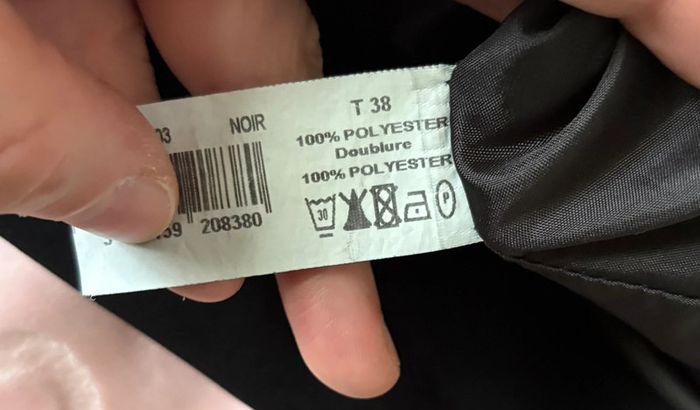 NOIR
208380
T 38
100% POLYESTER
Doublure
100% POLYESTER
30
P